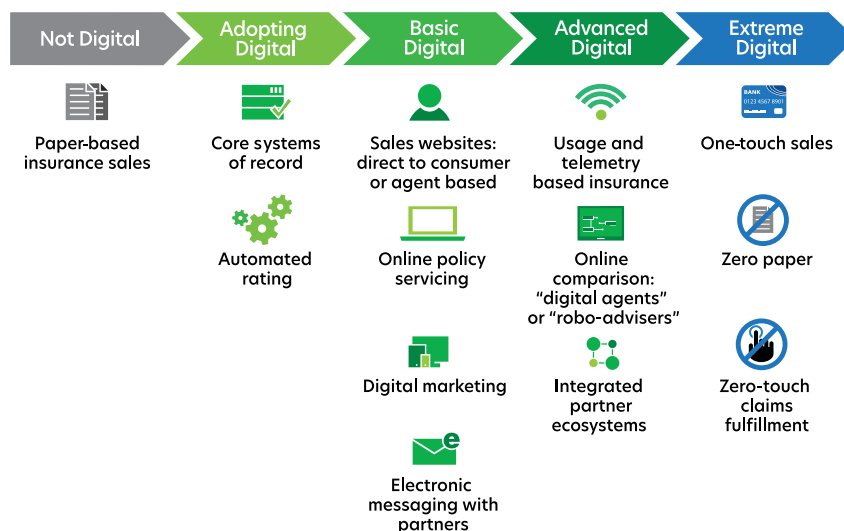 Not Digital
Adopting
Digital
Basic
Digital
Advanced
Digital
Extreme
Digital
Paper-based
insurance sales
Core systems
of record
Automated
rating
Sales websites:
direct to consumer
or agent based
Online policy
servicing
Digital marketing
e
Electronic
messaging with
partners
Usage and
telemetry
based insurance
Online
comparison:
“digital agents”
or “robo-advisers”
Integrated
partner
ecosystems
BANK
0123 4567 8901
One-touch sales
Zero paper
Zero-touch
claims
fulfillment